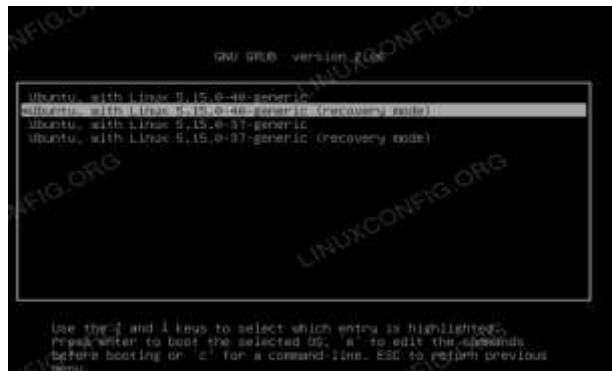 GNU GRUB version 2.06
Ubuntu, with Linux 5.15.0-40-generic
*Ubuntu, with Linux 5.15.0-40-generic (recovery mode)
Ubuntu, with Linux 5.15.0-37-generic
Ubuntu, with Linux 5.15.0-37-generic (recovery mode)
LINUXCONFIG.ORG
Use the ↑ and ↓ keys to select which entry is highlighted.
Press enter to boot the selected OS, `e' to edit the commands
before booting or `c' for a command-line. ESC to return previous
menu.